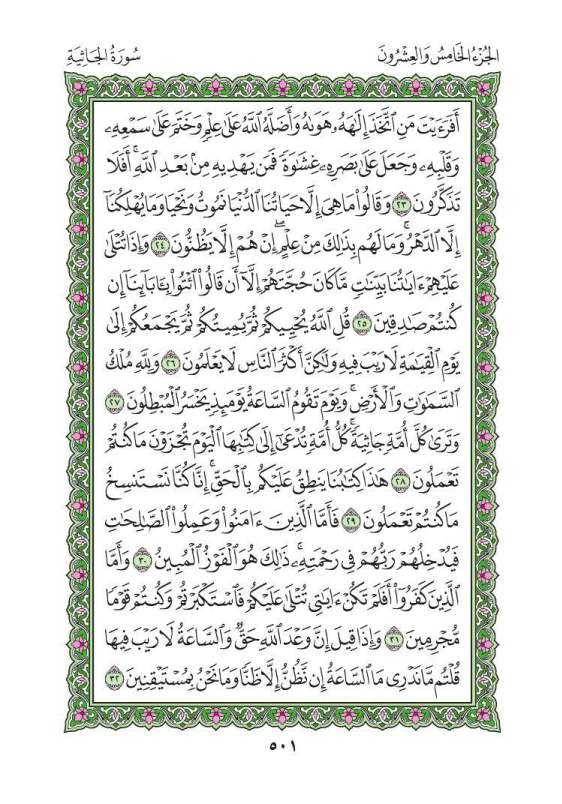 الجُزْءُ الخَامِسُ وَالعِشْرُونَ
سُورَةُ الجَاثِيَةِ
أَفَرَءَيْتَ مَنِ ٱتَّخَذَ إِلَٰهَهُۥ هَوَىٰهُ وَأَضَلَّهُ ٱللَّهُ عَلَىٰ عِلْمٍ وَخَتَمَ عَلَىٰ سَمْعِهِۦ
وَقَلْبِهِۦ وَجَعَلَ عَلَىٰ بَصَرِهِۦ غِشَٰوَةً فَمَن يَهْدِيهِ مِنۢ بَعْدِ ٱللَّهِۚ أَفَلَا
تَذَكَّرُونَ ٢٣ وَقَالُوا۟ مَا هِىَ إِلَّا حَيَاتُنَا ٱلدُّنْيَا نَمُوتُ وَنَحْيَا وَمَا يُهْلِكُنَآ
إِلَّا ٱلدَّهْرُۚ وَمَا لَهُم بِذَٰلِكَ مِنْ عِلْمٍۖ إِنْ هُمْ إِلَّا يَظُنُّونَ ٢٤ وَإِذَا تُتْلَىٰ
عَلَيْهِمْ ءَايَٰتُنَا بَيِّنَٰتٍ مَّا كَانَ حُجَّتَهُمْ إِلَّآ أَن قَالُوا۟ ٱئْتُوا۟ بِـَٔابَآئِنَآ إِن
كُنتُمْ صَٰدِقِينَ ٢٥ قُلِ ٱللَّهُ يُحْيِيكُمْ ثُمَّ يُمِيتُكُمْ ثُمَّ يَجْمَعُكُمْ إِلَىٰ
يَوْمِ ٱلْقِيَٰمَةِ لَا رَيْبَ فِيهِ وَلَٰكِنَّ أَكْثَرَ ٱلنَّاسِ لَا يَعْلَمُونَ ٢٦ وَلِلَّهِ مُلْكُ
ٱلسَّمَٰوَٰتِ وَٱلْأَرْضِۚ وَيَوْمَ تَقُومُ ٱلسَّاعَةُ يَوْمَئِذٍ يَخْسَرُ ٱلْمُبْطِلُونَ ٢٧
وَتَرَىٰ كُلَّ أُمَّةٍ جَاثِيَةًۚ كُلُّ أُمَّةٍ تُدْعَىٰٓ إِلَىٰ كِتَٰبِهَا ٱلْيَوْمَ تُجْزَوْنَ مَا كُنتُمْ
تَعْمَلُونَ ٢٨ هَٰذَا كِتَٰبُنَا يَنطِقُ عَلَيْكُم بِٱلْحَقِّۚ إِنَّا كُنَّا نَسْتَنسِخُ
مَا كُنتُمْ تَعْمَلُونَ ٢٩ فَأَمَّا ٱلَّذِينَ ءَامَنُوا۟ وَعَمِلُوا۟ ٱلصَّٰلِحَٰتِ
فَيُدْخِلُهُمْ رَبُّهُمْ فِى رَحْمَتِهِۦۚ ذَٰلِكَ هُوَ ٱلْفَوْزُ ٱلْمُبِينُ ٣٠ وَأَمَّا
ٱلَّذِينَ كَفَرُوٓا۟ أَفَلَمْ تَكُنْ ءَايَٰتِى تُتْلَىٰ عَلَيْكُمْ فَٱسْتَكْبَرْتُمْ وَكُنتُمْ قَوْمًا
مُّجْرِمِينَ ٣١ وَإِذَا قِيلَ إِنَّ وَعْدَ ٱللَّهِ حَقٌّ وَٱلسَّاعَةُ لَا رَيْبَ فِيهَا
قُلْتُم مَّا نَدْرِى مَا ٱلسَّاعَةُ إِن نَّظُنُّ إِلَّا ظَنًّا وَمَا نَحْنُ بِمُسْتَيْقِنِينَ ٣٢
٥٠١